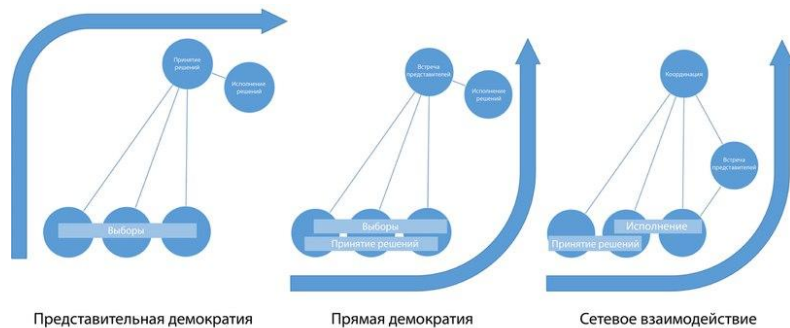 Принятие
решений
Исполнение
решений
Выборы
Представительная демократия
Встреча
представителей
Исполнение
решений
Выборы
Принятие решений
Прямая демократия
Координация
Встреча
представителей
Исполнение
Принятие решений
Сетевое взаимодействие